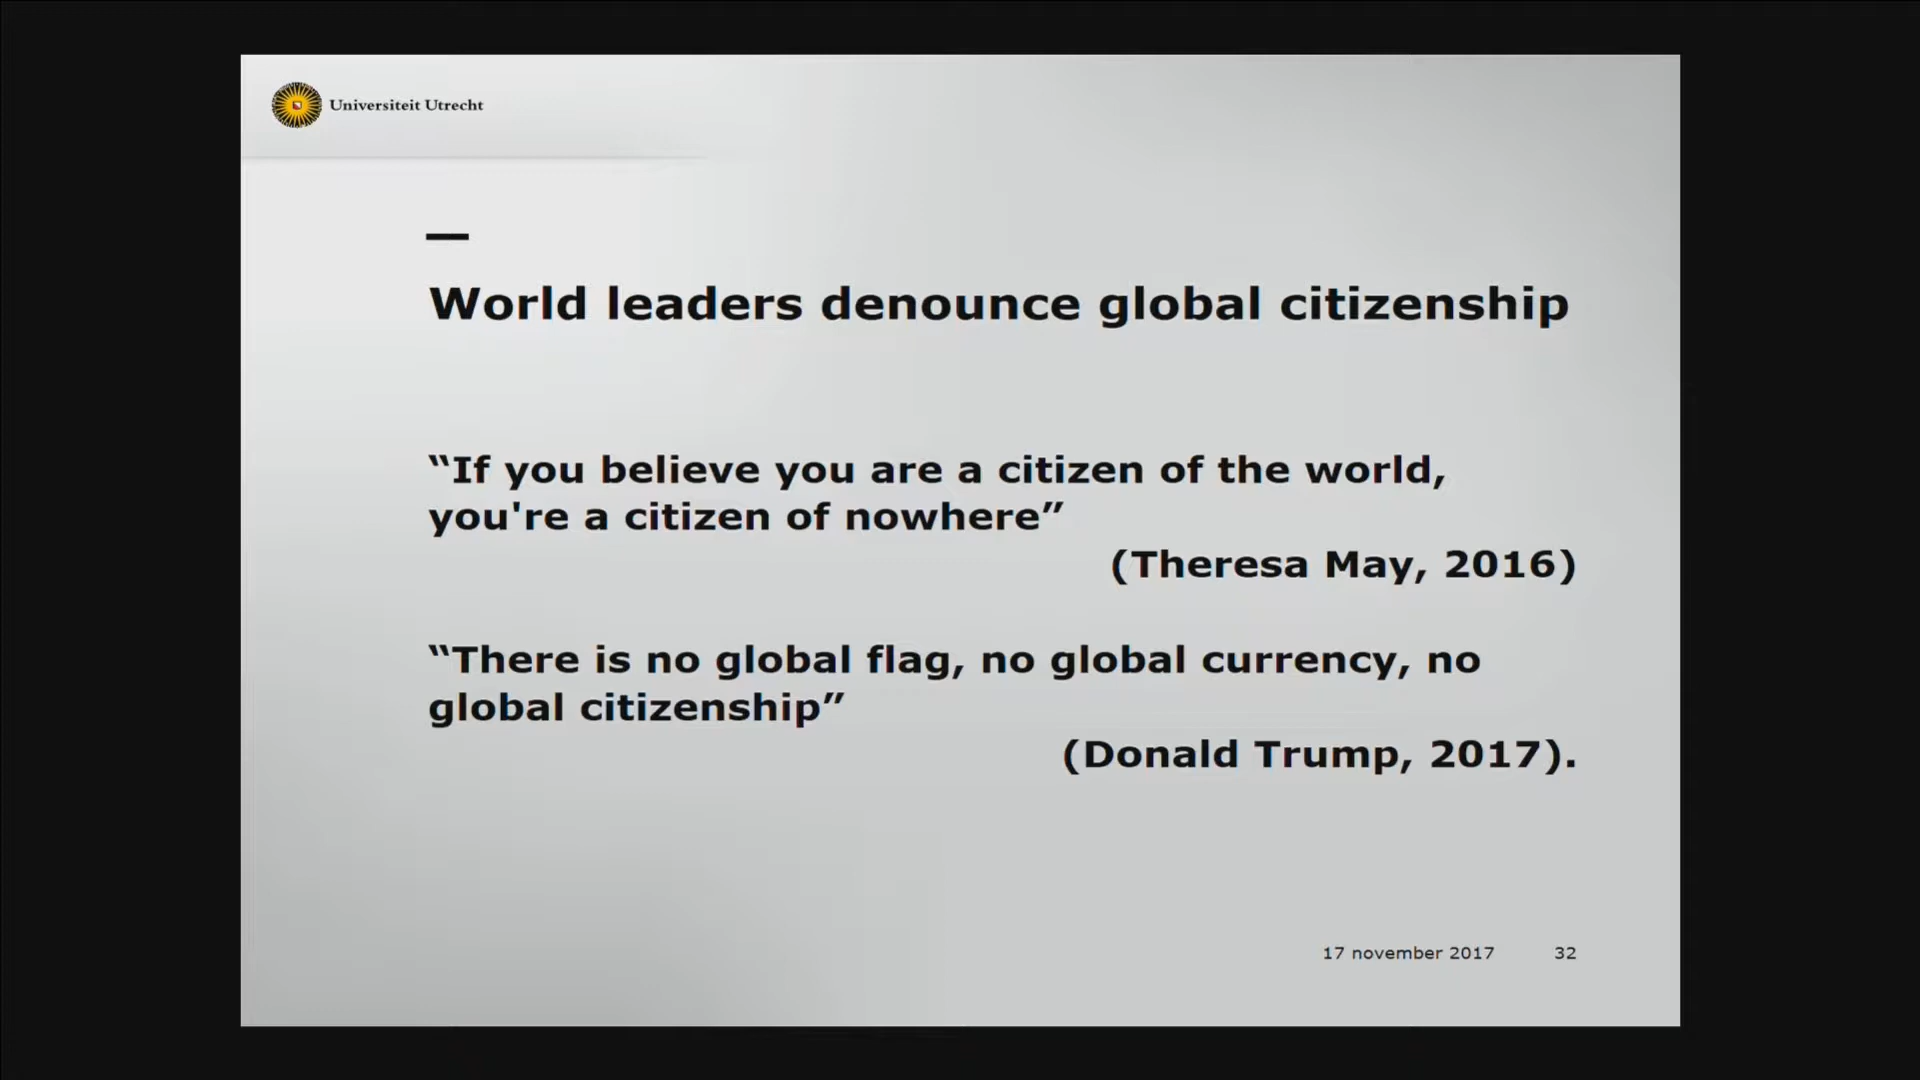 Universiteit Utrecht
World leaders denounce global citizenship
“If you believe you are a citizen of the world,
you're a citizen of nowhere”
(Theresa May, 2016)
“There is no global flag, no global currency, no
global citizenship”
(Donald Trump, 2017).
17 november 2017 32